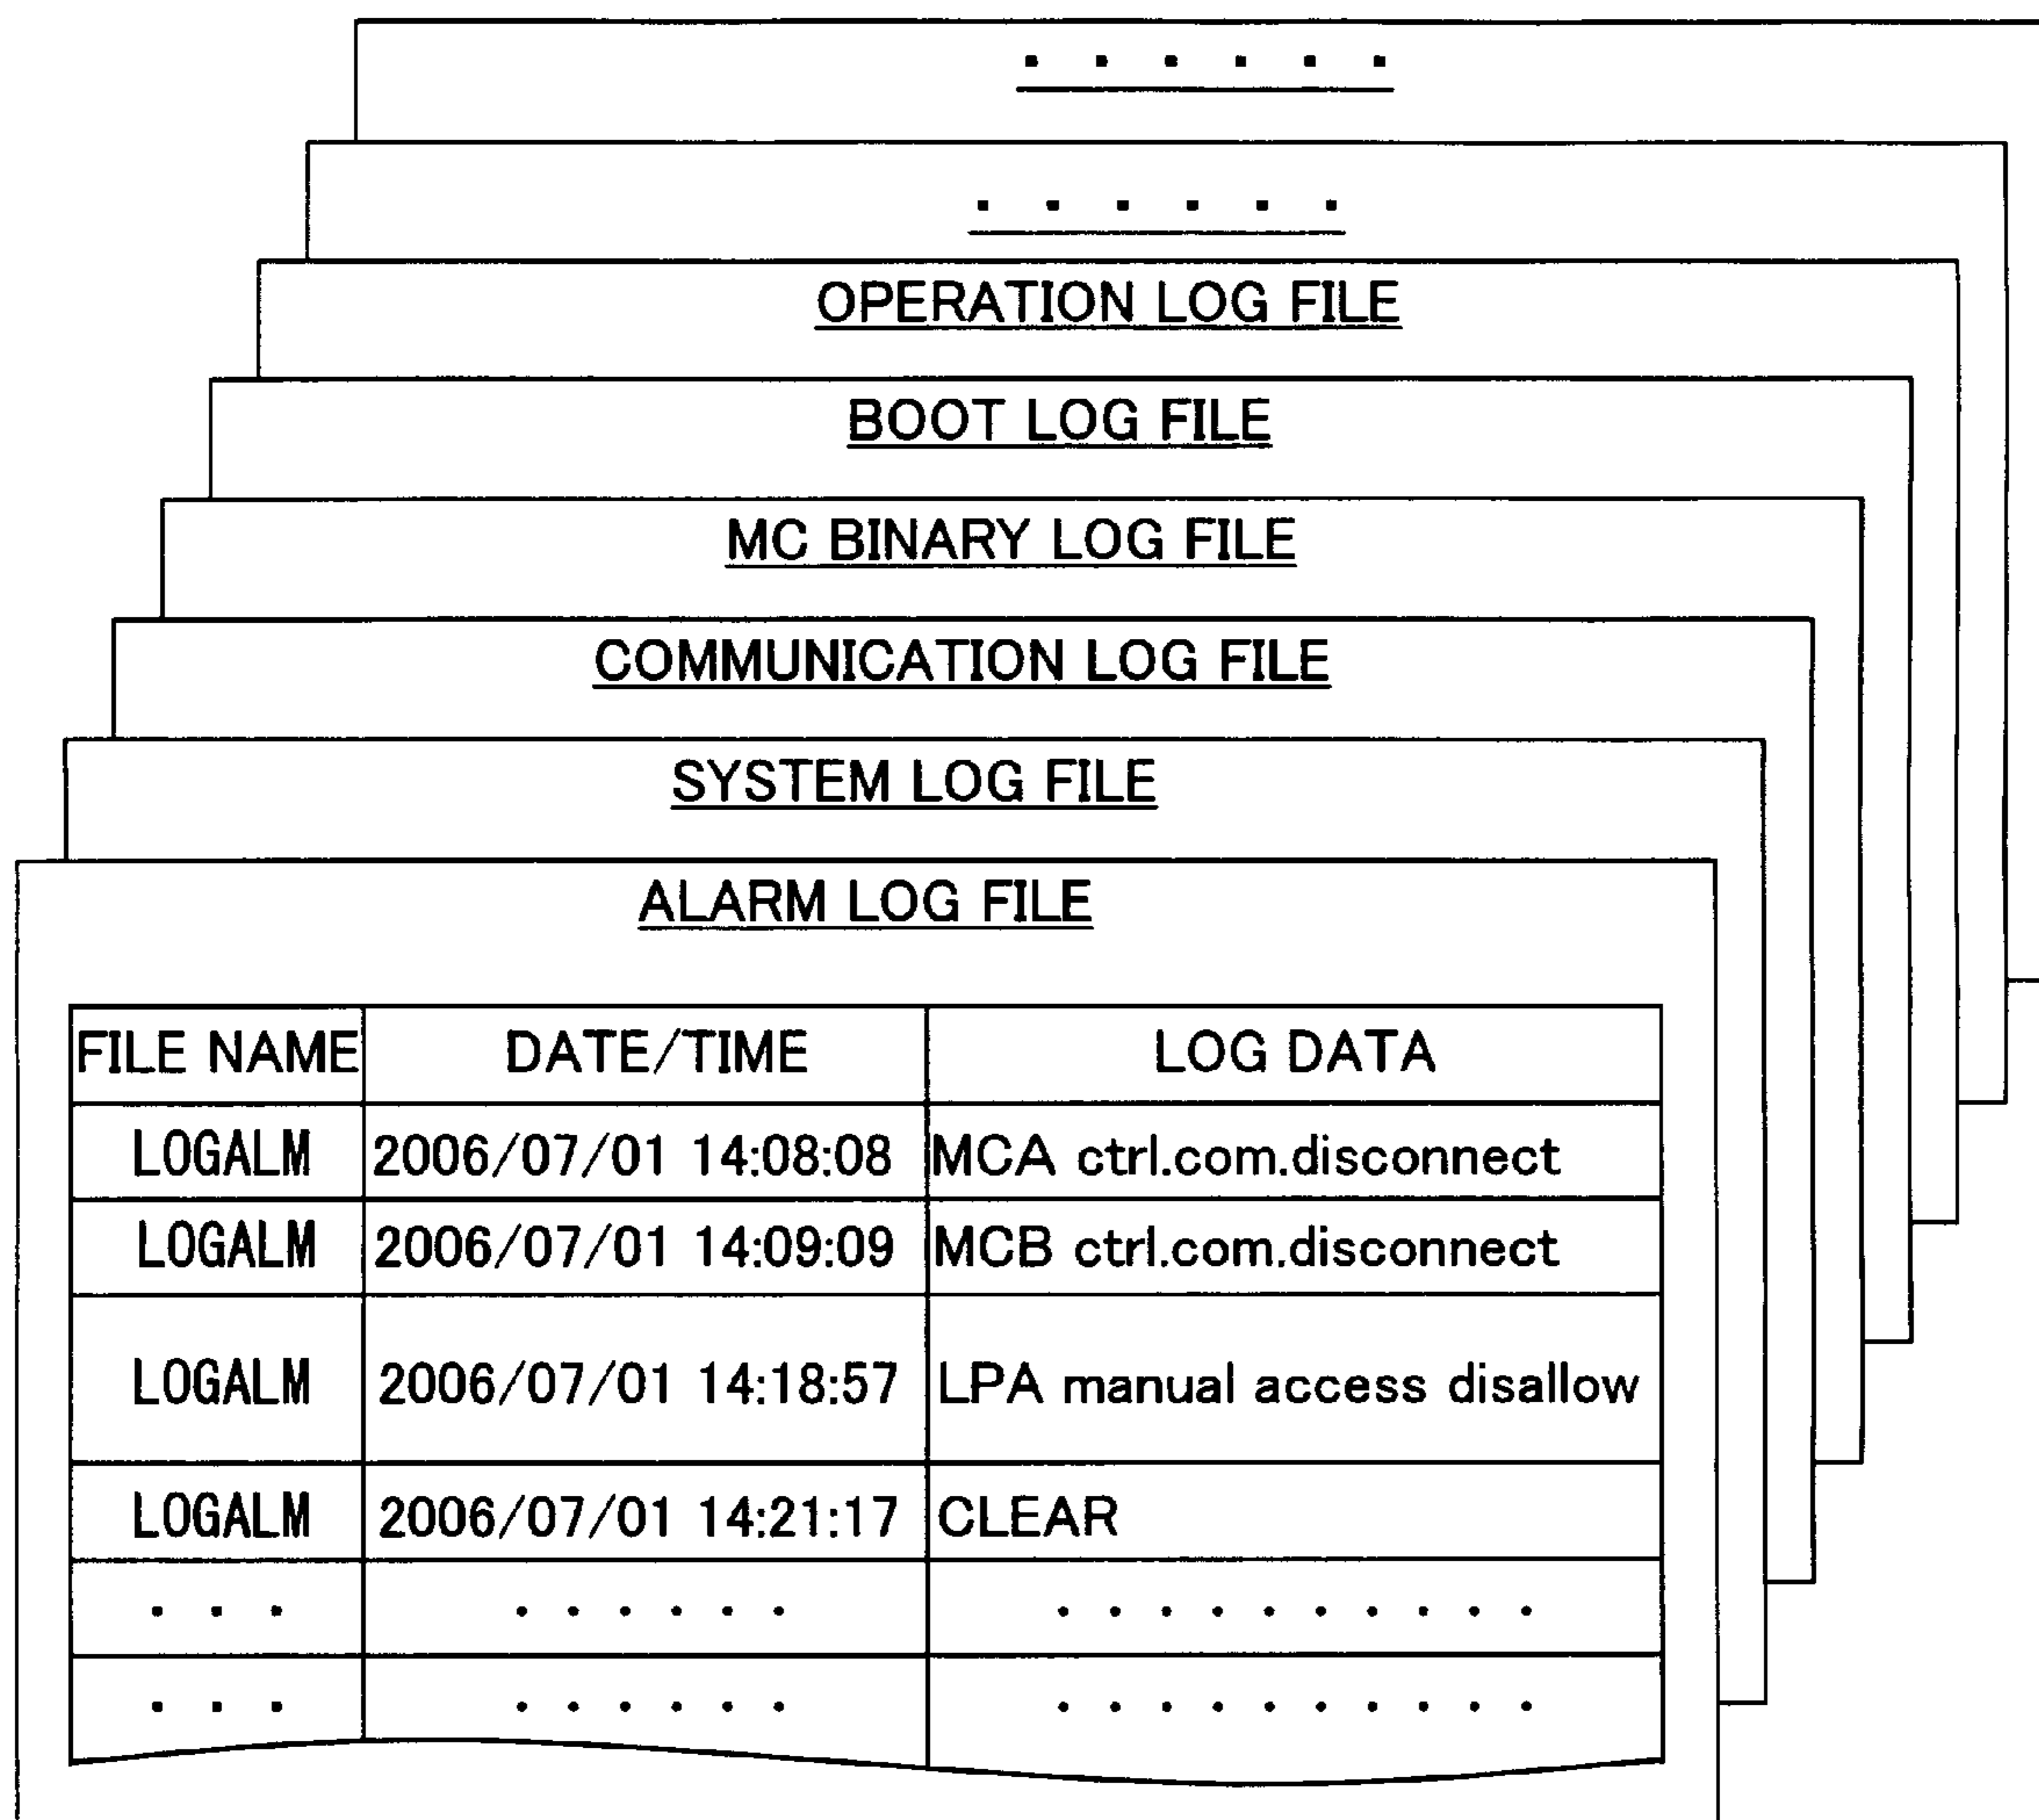 . . . . . .
. . . . . .
OPERATION LOG FILE
BOOT LOG FILE
MC BINARY LOG FILE
COMMUNICATION LOG FILE
SYSTEM LOG FILE
ALARM LOG FILE
FILE NAME DATE/TIME LOG DATA
LOGALM 2006/07/01 14:08:08 MCA ctrl.com.disconnect
LOGALM 2006/07/01 14:09:09 MCB ctrl.com.disconnect
LOGALM 2006/07/01 14:18:57 LPA manual access disallow
LOGALM 2006/07/01 14:21:17 CLEAR
. . . . . . . . . . . . . . . . . . .
. . . . . . . . . . . . . . . . . . .